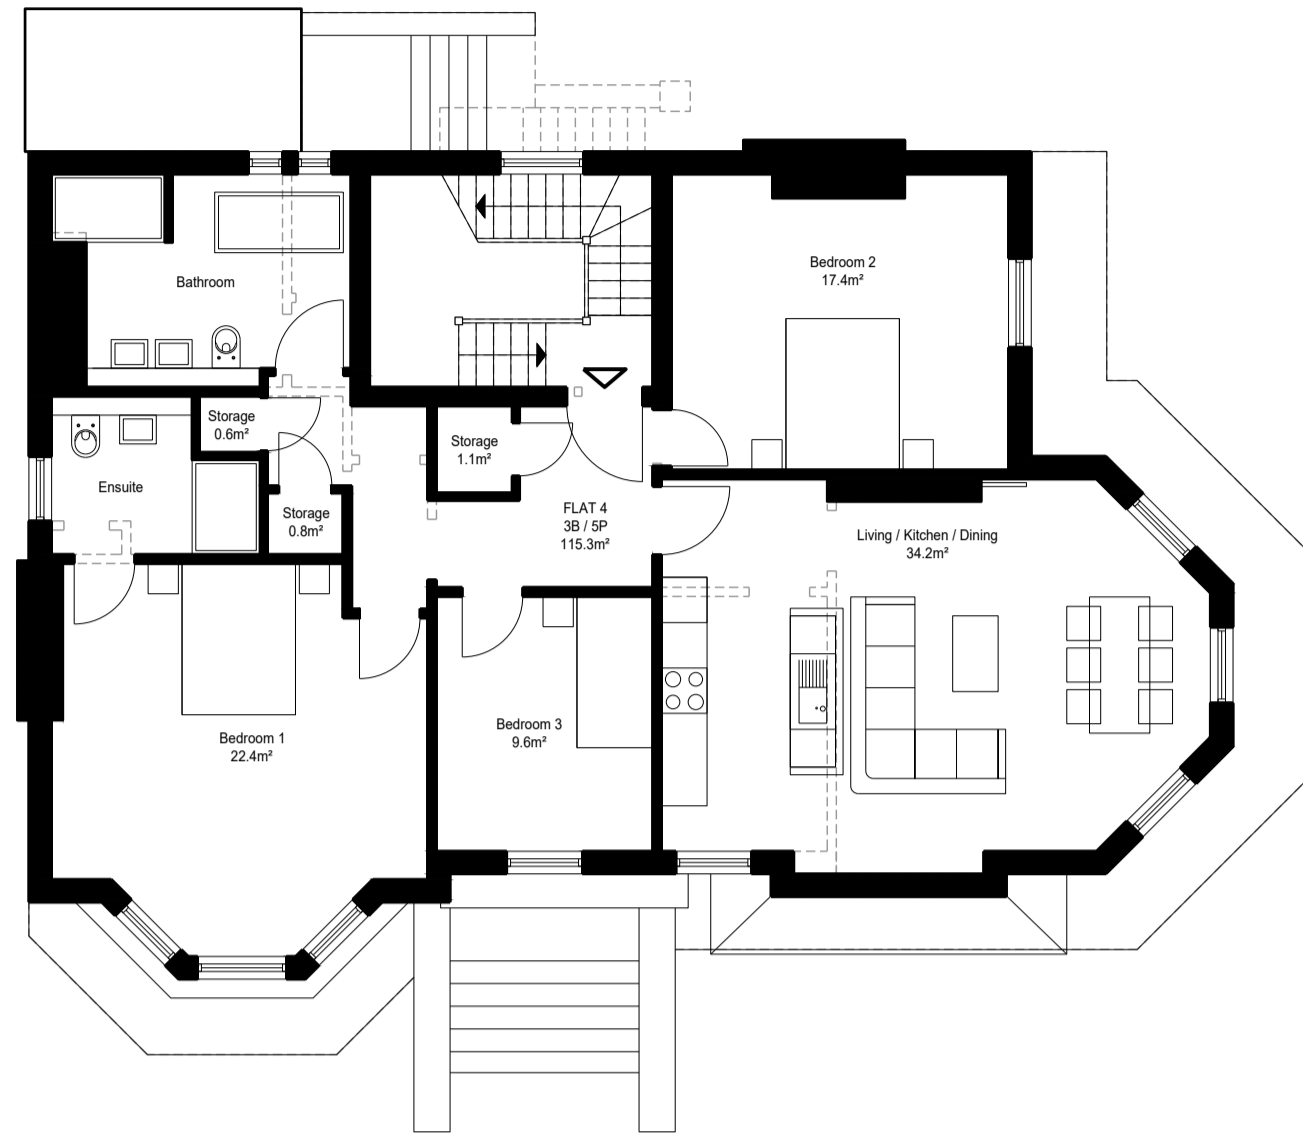 Bathroom
Bedroom 2
17.4m²
Storage
0.6m²
Storage
1.1m²
Ensuite
Storage
0.8m²
FLAT 4
3B / 5P
115.3m²
Living / Kitchen / Dining
34.2m²
Bedroom 1
22.4m²
Bedroom 3
9.6m²